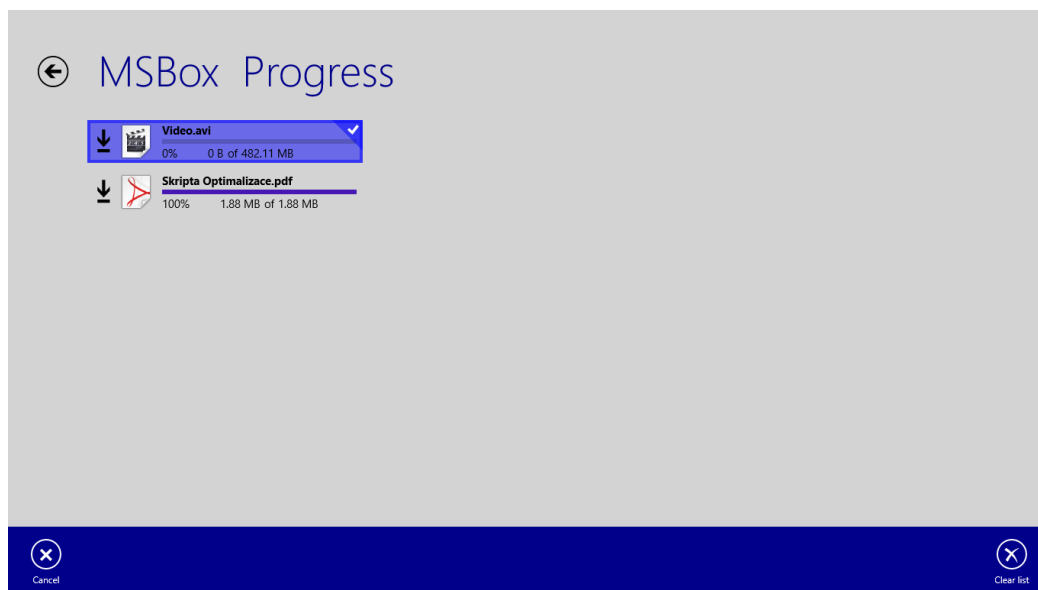 MSBox Progress
Video.avi
0% 0 B of 482.11 MB
Skripta Optimalizace.pdf
100% 1.88 MB of 1.88 MB
Cancel
Clear list